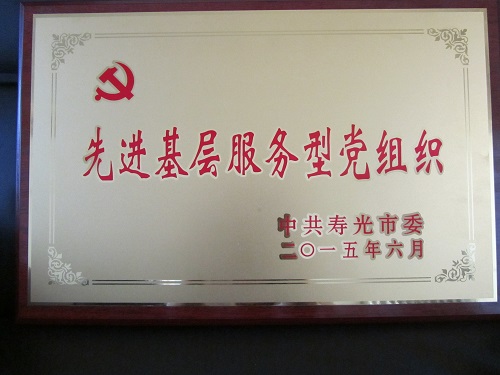 先进基层服务型党组织
中共寿光市委
二〇一五年六月